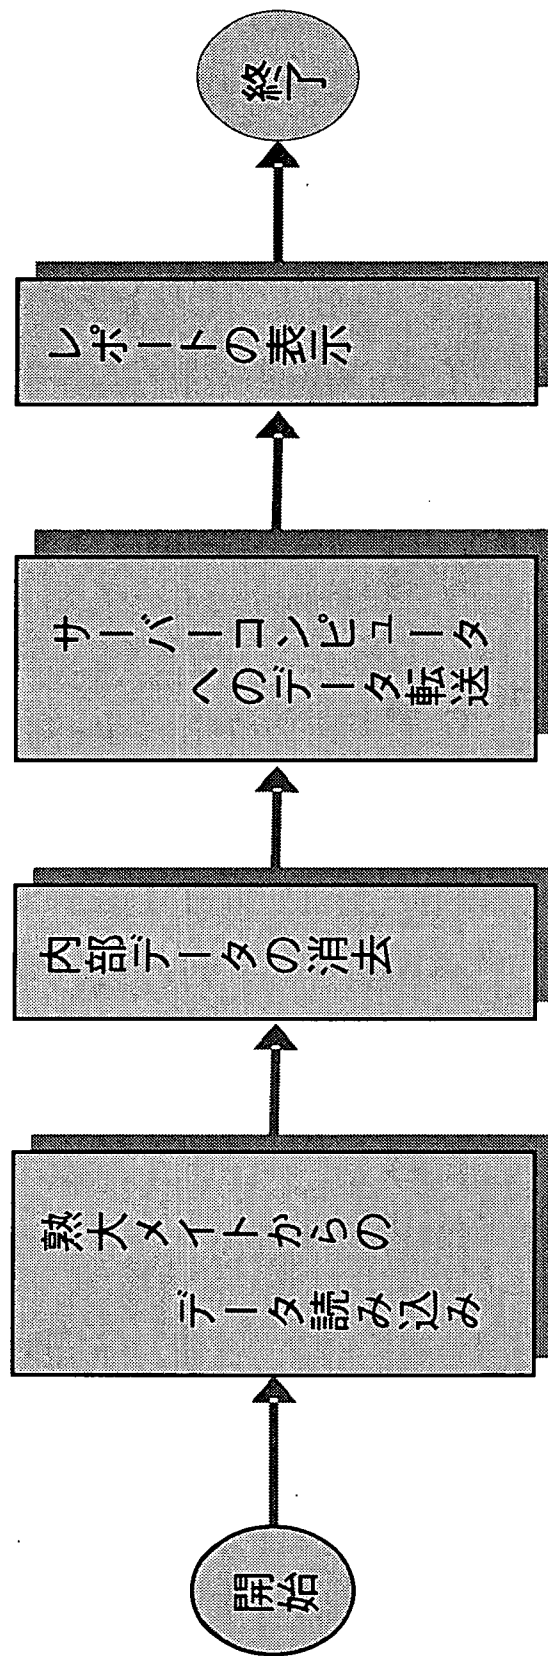 開始
熟大メイトからの
データ読み込み
内部データの消去
サーバーコンピュータ
へのデータ転送
レポートの表示
終了